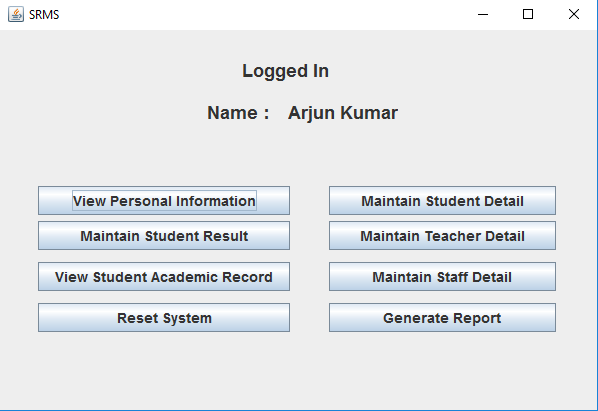 SRMS
Logged In
Name : Arjun Kumar
View Personal Information
Maintain Student Detail
Maintain Student Result
Maintain Teacher Detail
View Student Academic Record
Maintain Staff Detail
Reset System
Generate Report